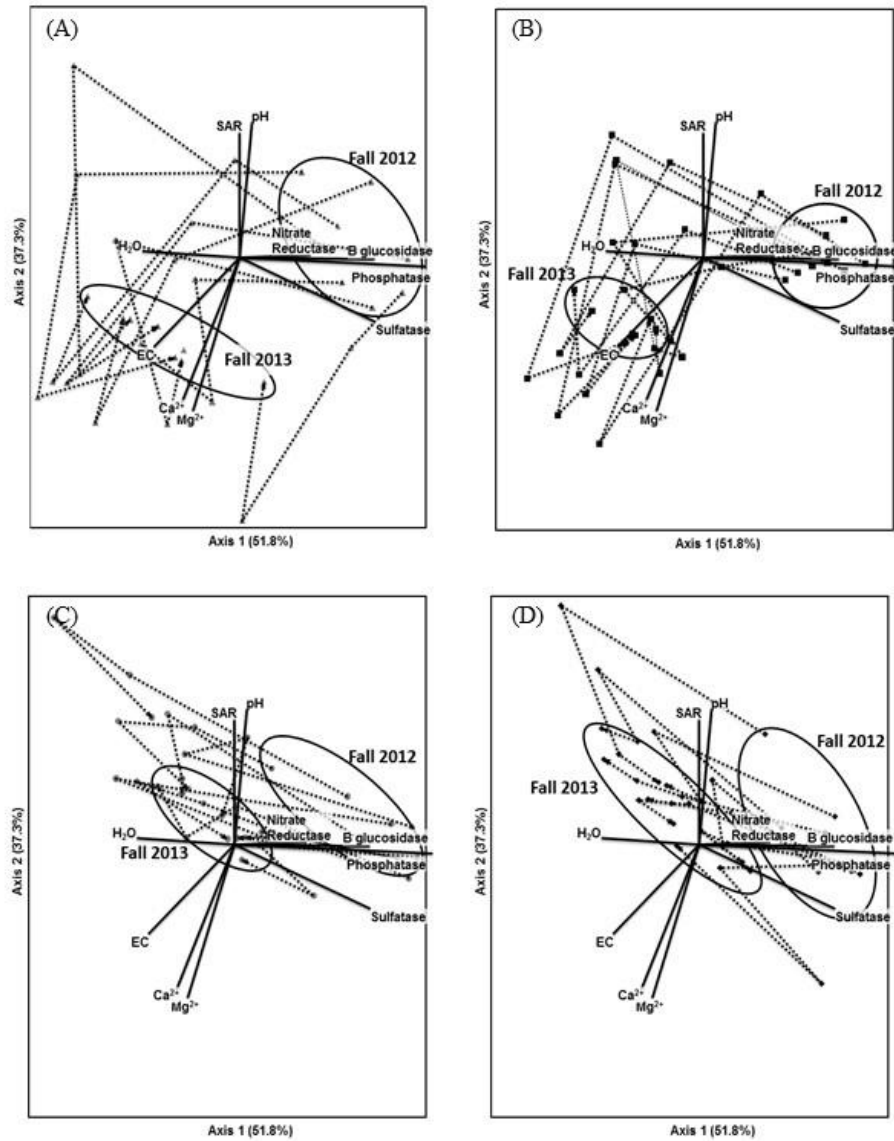 (A)
SAR
pH
Fall 2012
H₂O
Nitrate
Reductase
B glucosidase
Phosphatase
Sulfatase
EC
Fall 2013
Ca²⁺
Mg²⁺
Axis 2 (37.3%)
Axis 1 (51.8%)
(B)
SAR
pH
Fall 2012
H₂O
Nitrate
Reductase
B glucosidase
Phosphatase
Fall 2013
Sulfatase
EC
Ca²⁺
Mg²⁺
Axis 2 (37.3%)
Axis 1 (51.8%)
(C)
SAR
pH
Fall 2012
Nitrate
Reductase
H₂O
B glucosidase
Fall 2013
Phosphatase
Sulfatase
EC
Ca²⁺
Mg²⁺
Axis 2 (37.3%)
Axis 1 (51.8%)
(D)
SAR
pH
Fall 2012
Fall 2013
Nitrate
Reductase
H₂O
B glucosidase
Phosphatase
Sulfatase
EC
Ca²⁺
Mg²⁺
Axis 2 (37.3%)
Axis 1 (51.8%)